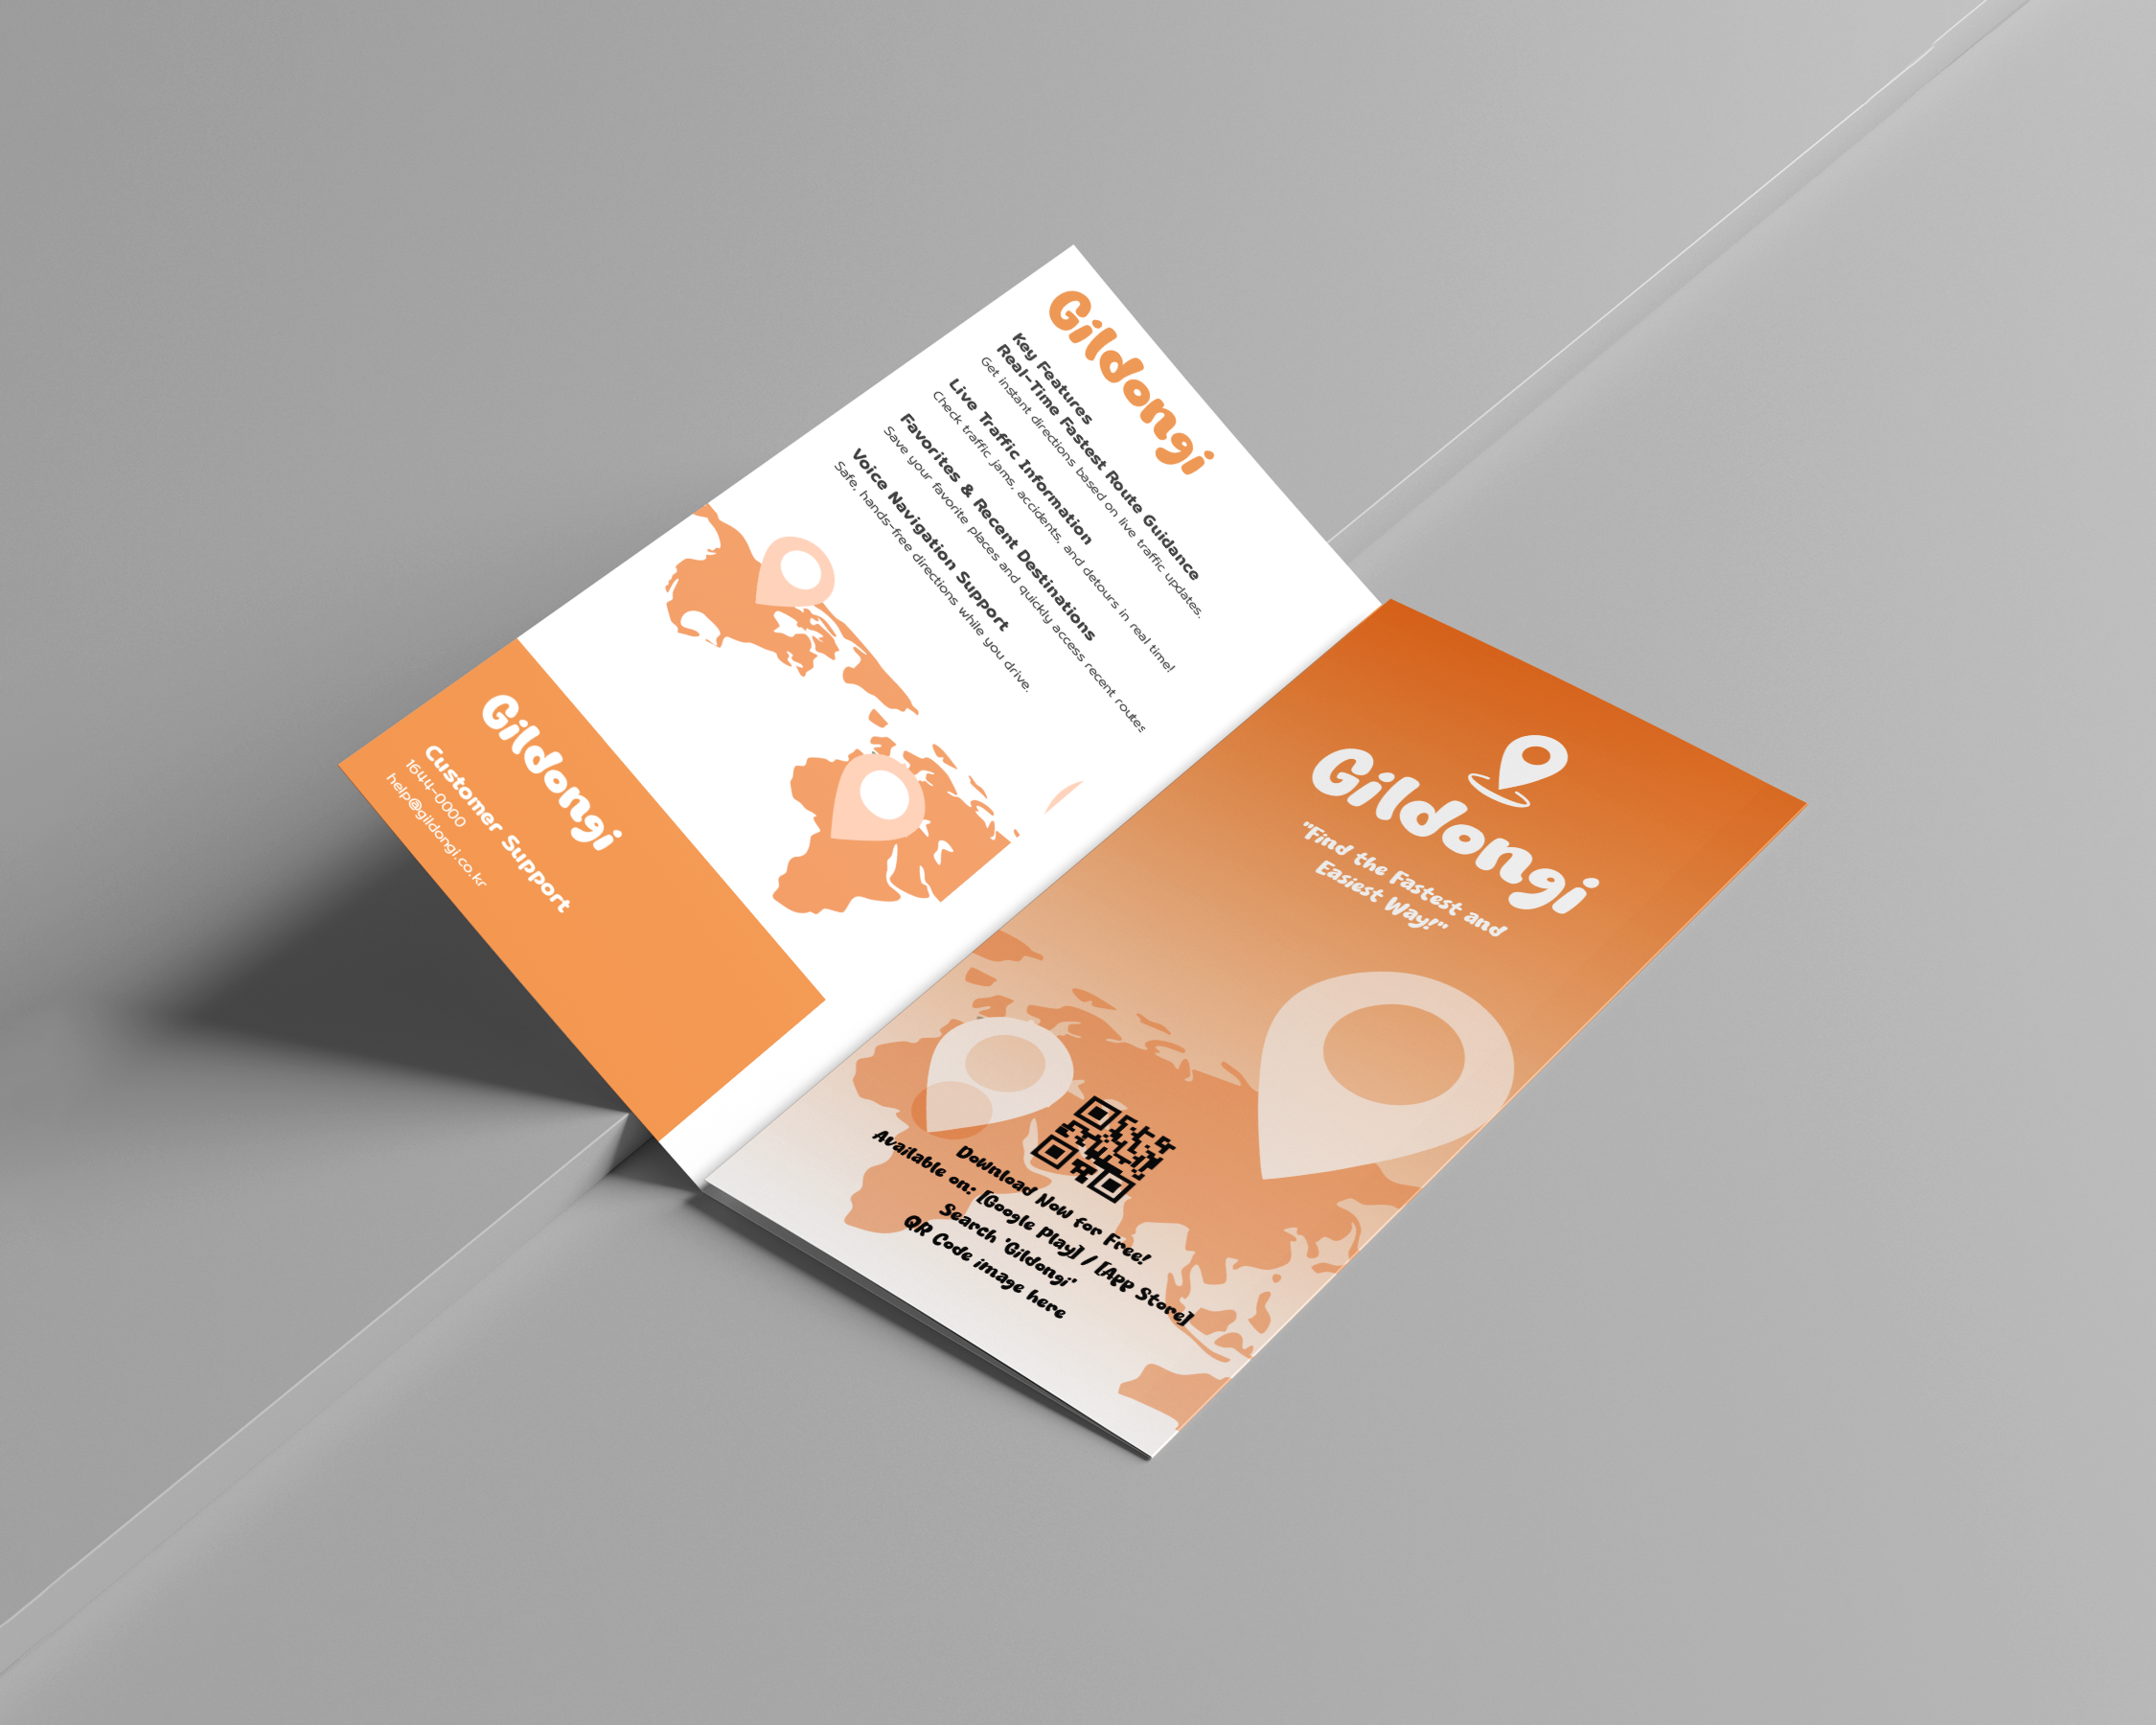 Gildongi
Key Features
Real-Time Fastest Route Guidance
Get instant directions based on live traffic updates.
Live Traffic Information
Check traffic jams, accidents, and detours in real time!
Favorites & Recent Destinations
Save your favorite places and quickly access recent routes
Voice Navigation Support
Safe, hands-free directions while you drive.
Gildongi
Customer Support
1644-0000
help@gildongi.co.kr
Gildongi
"Find the Fastest and
Easiest Way!"
Download Now for Free!
Available on: [Google Play] / [App Store]
Search 'Gildongi'
QR Code image here